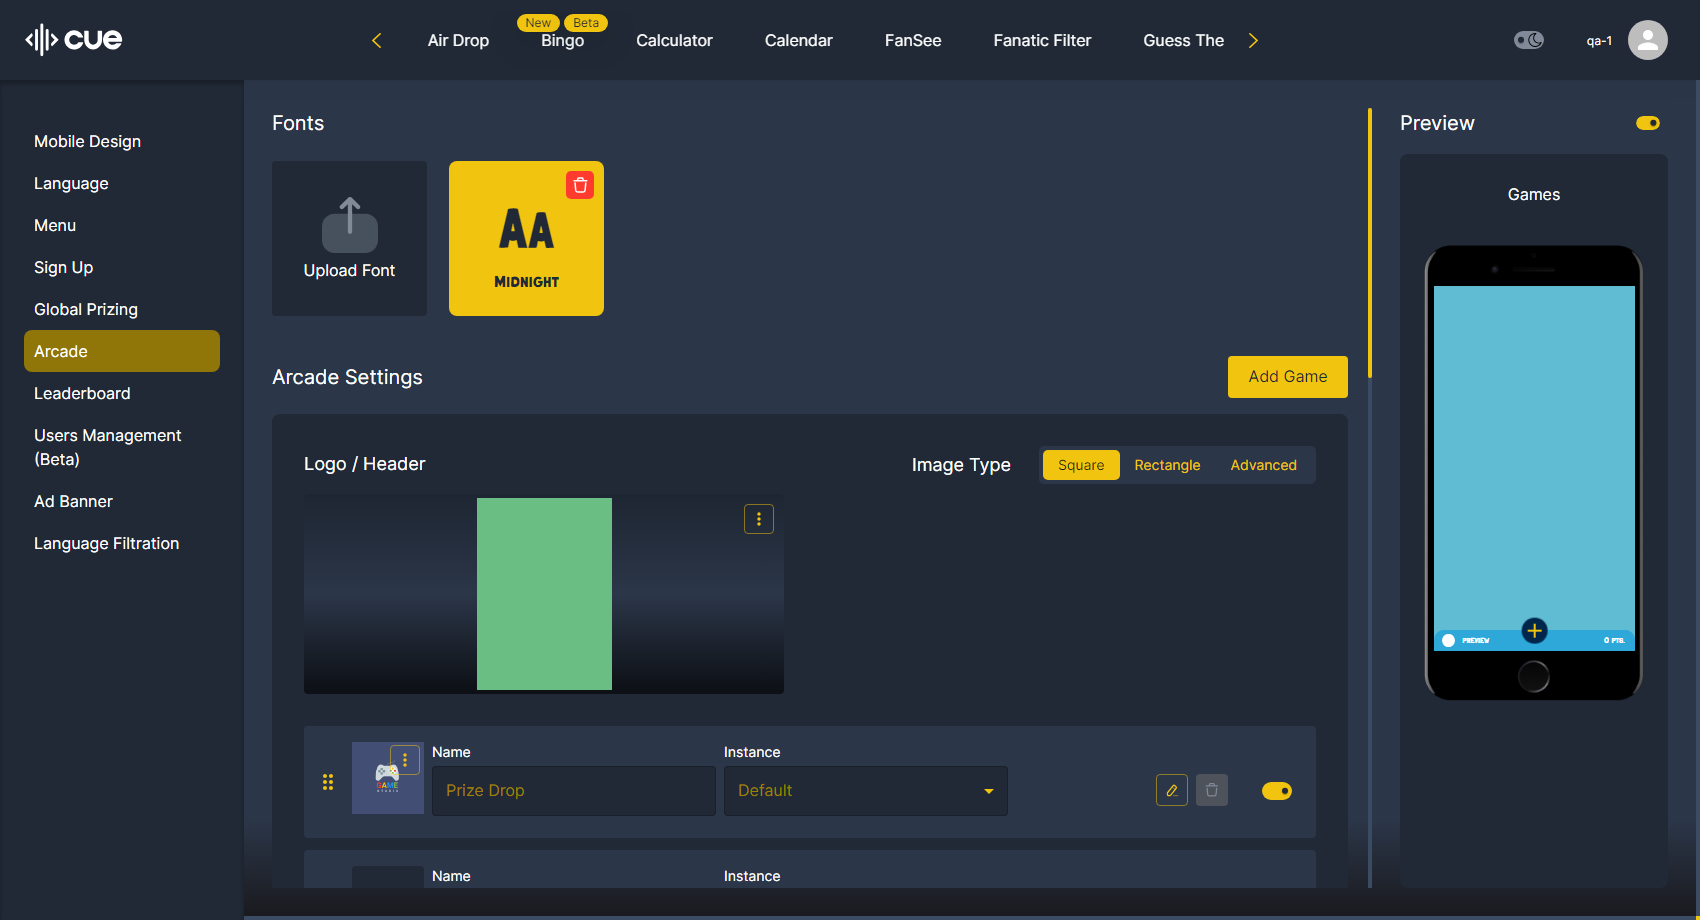 cue
Air Drop
New
Beta
Bingo
Calculator
Calendar
FanSee
Fanatic Filter
Guess The
qa-1
Mobile Design
Language
Menu
Sign Up
Global Prizing
Arcade
Leaderboard
Users Management
(Beta)
Ad Banner
Language Filtration
Fonts
Upload Font
AA
MIDNIGHT
Arcade Settings
Add Game
Logo / Header
Image Type
Square
Rectangle
Advanced
GAME
STUDIO
Name
Prize Drop
Instance
Default
Name
Instance
Preview
Games
PREVIEW
0 PTS.